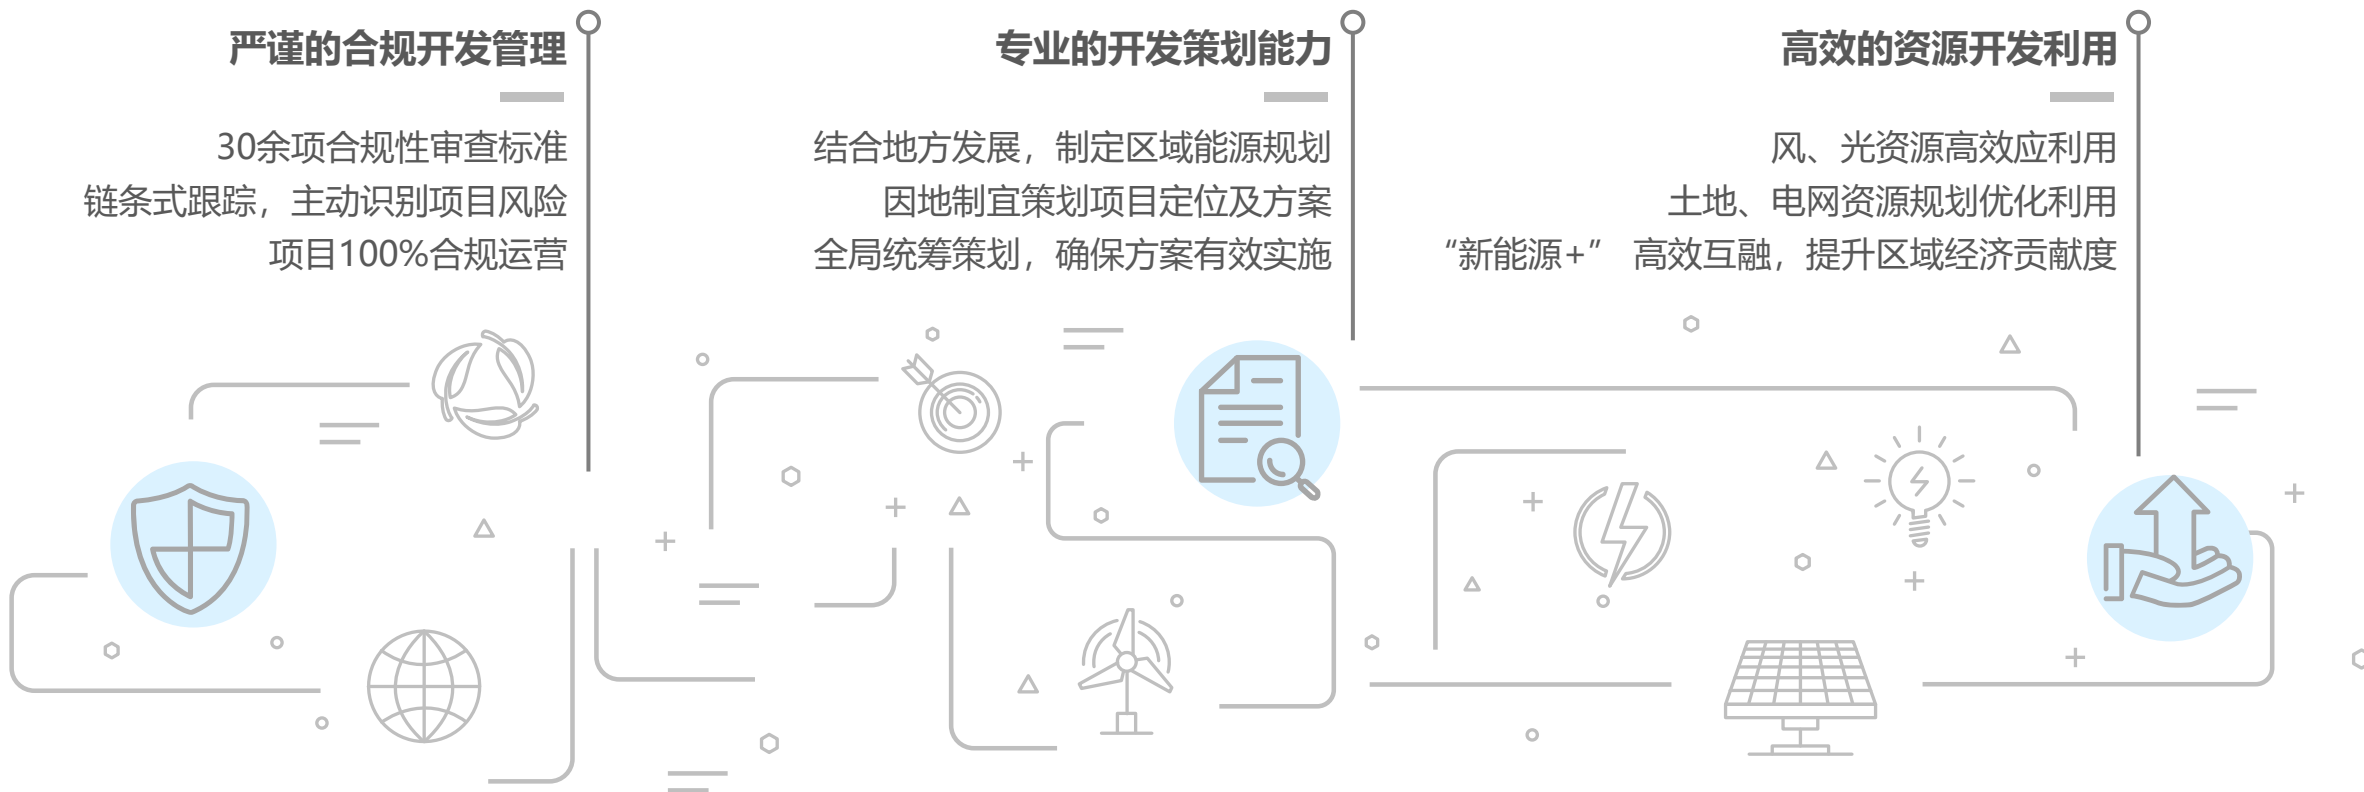 严谨的合规开发管理
30余项合规性审查标准
链条式跟踪，主动识别项目风险
项目100%合规运营
专业的开发策划能力
结合地方发展，制定区域能源规划
因地制宜策划项目定位及方案
全局统筹策划，确保方案有效实施
高效的资源开发利用
风、光资源高效应利用
土地、电网资源规划优化利用
“新能源+” 高效互融，提升区域经济贡献度